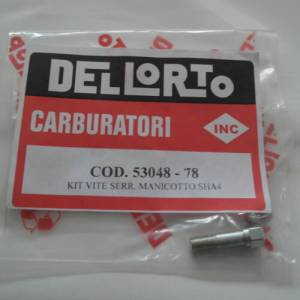 DELLORTO
CARBURATORI
INC
COD. 53048 - 78
KIT VITE SERR. MANICOTTO SHA4